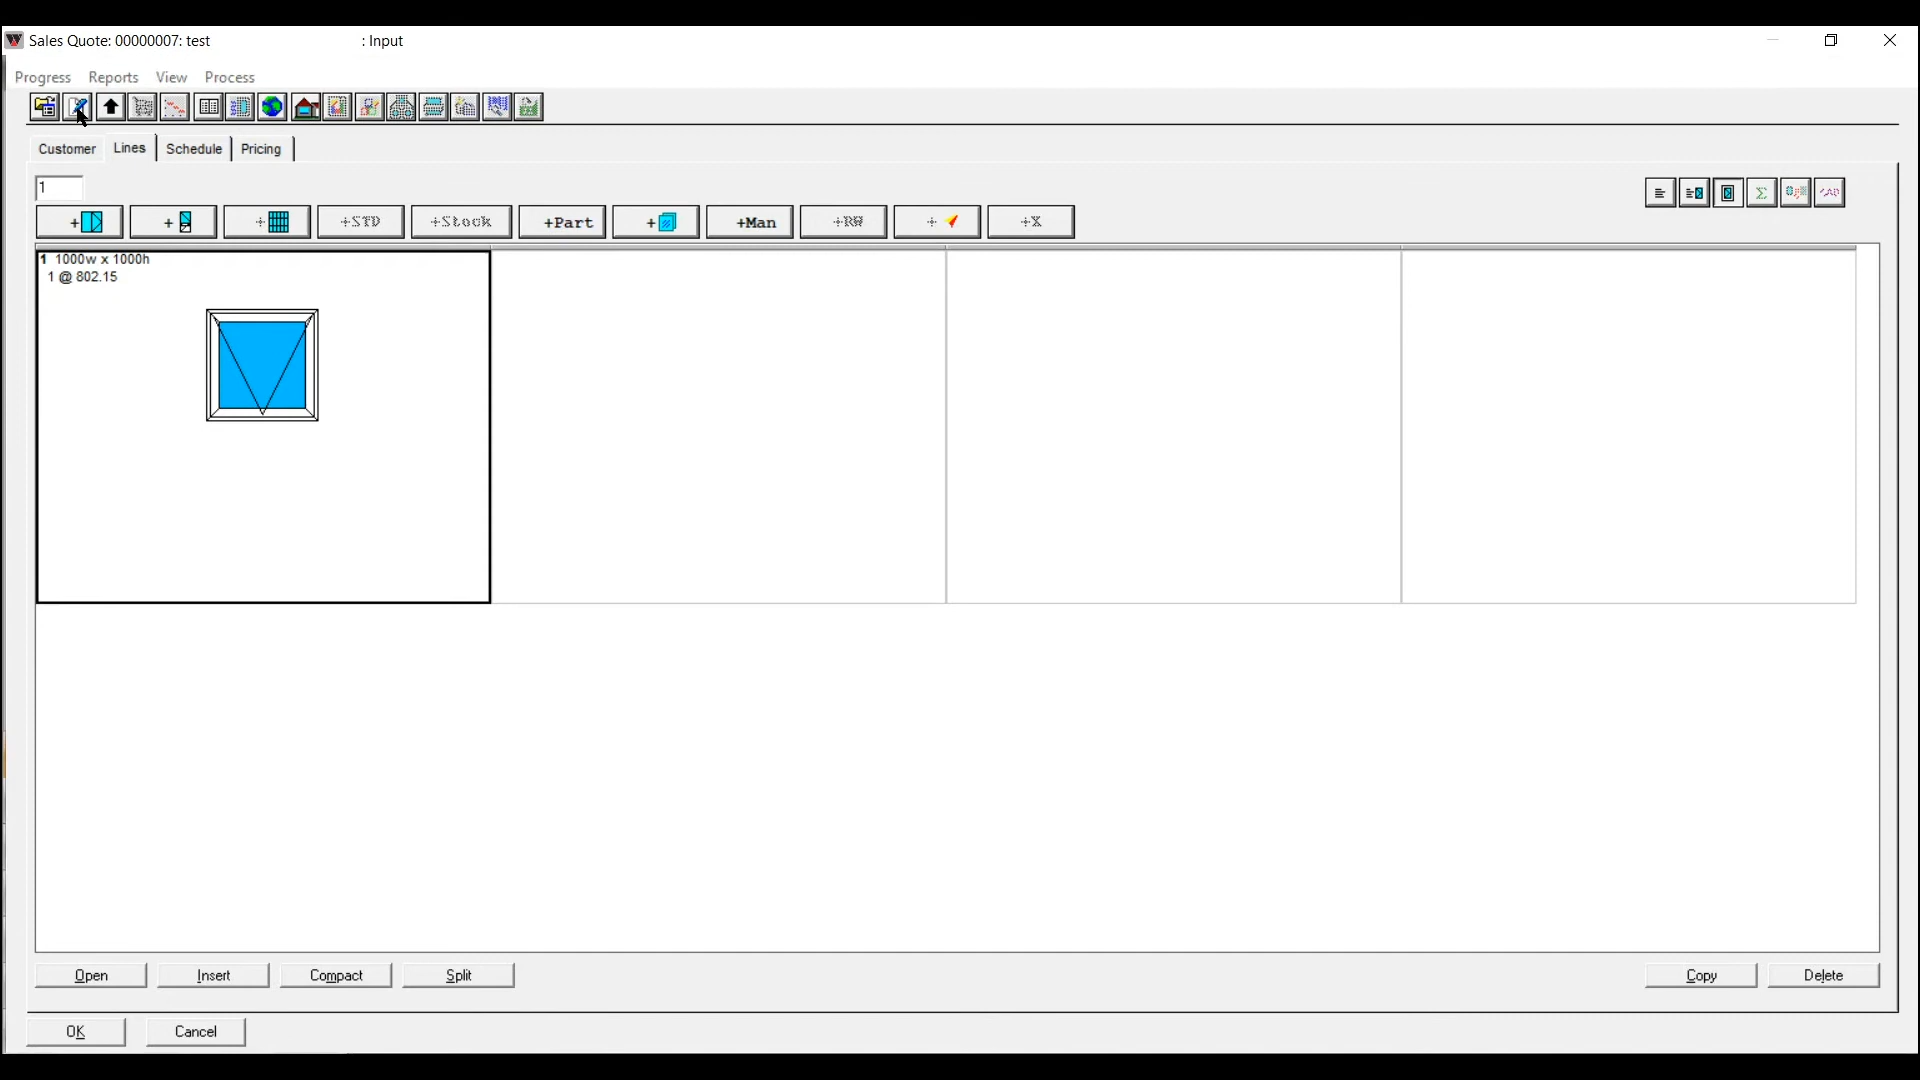 Sales Quote: 00000007: test : Input
Progress Reports View Process
Customer Lines Schedule Pricing
1
+ + + +STD +Stock +Part + +Man +RW + +X
1 1000w x 1000h
1 @ 802.15
Open Insert Compact Split Copy Delete
OK Cancel